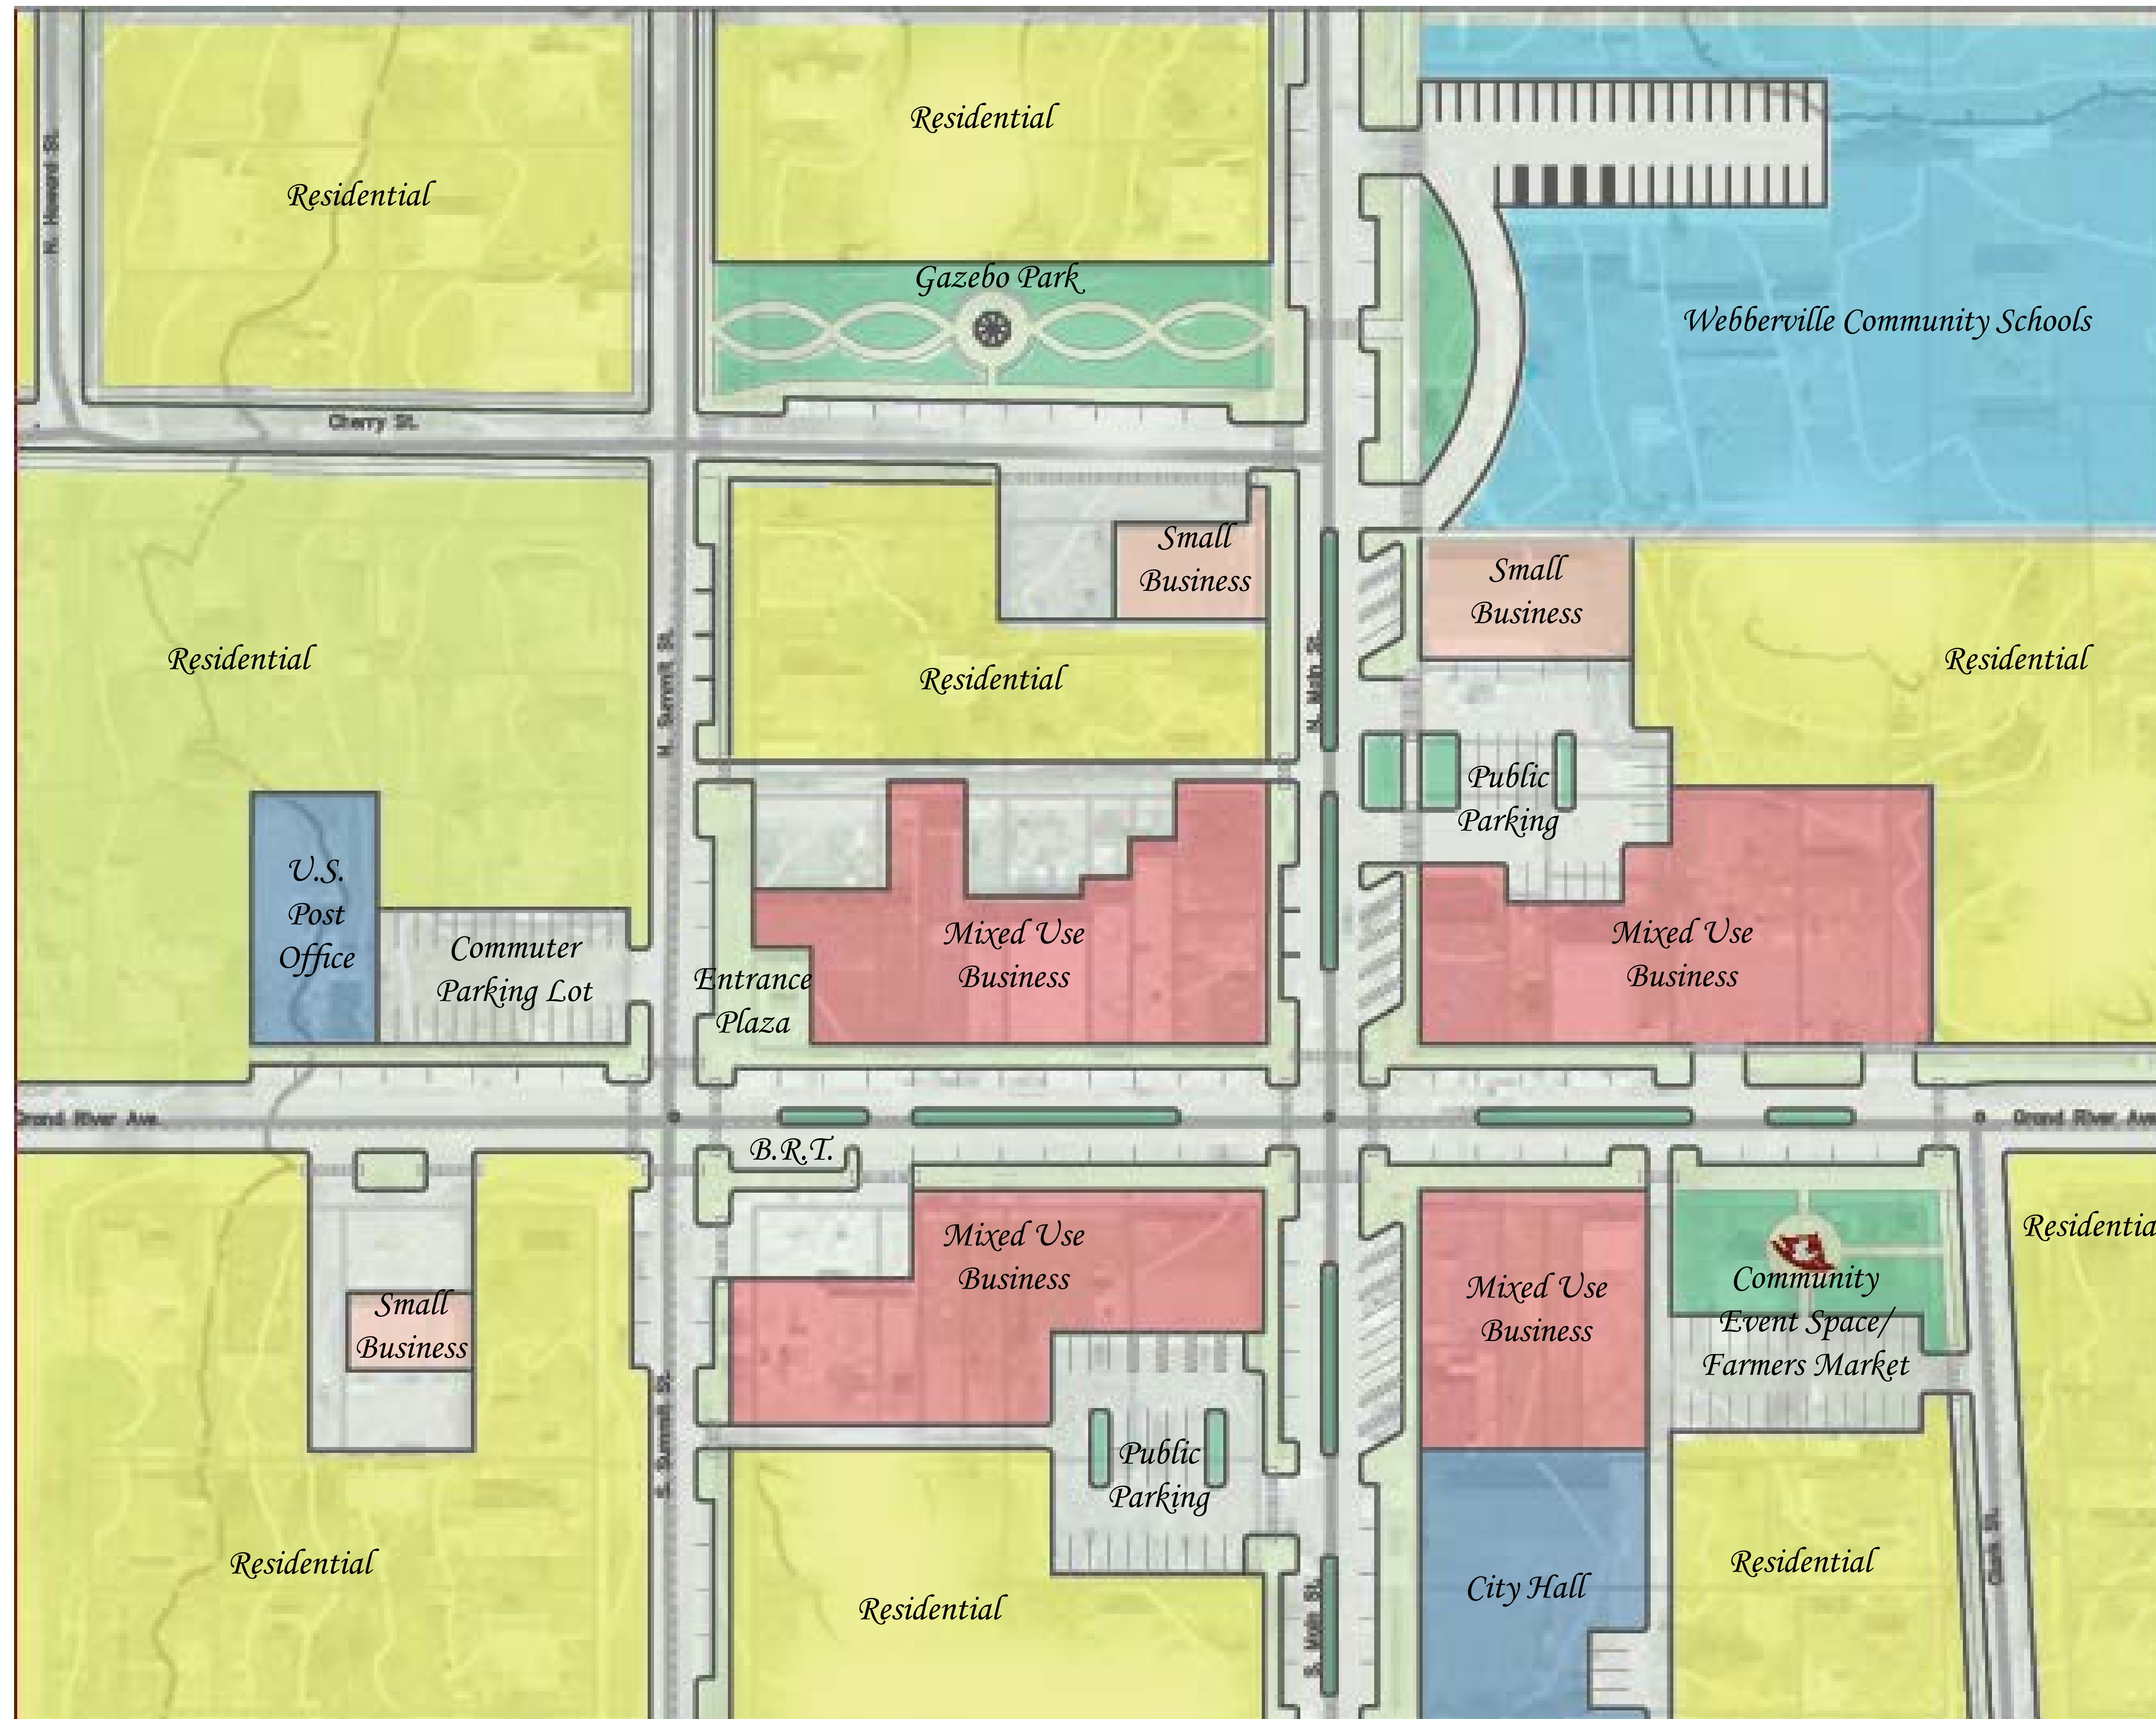 Residential
N. Howard St.
Residential
Gazebo Park
Webberville Community Schools
Cherry St.
Small
Business
Small
Business
Residential
N. Summit St.
Residential
N. Main St.
Residential
Public
Parking
U.S.
Post
Office
Commuter
Parking Lot
Entrance
Plaza
Mixed Use
Business
Mixed Use
Business
Grand River Ave.
Grand River Ave
B.R.T.
Mixed Use
Business
Small
Business
Mixed Use
Business
Community
Event Space/
Farmers Market
Residentia
S. Summit St.
Public
Parking
Residential
Residential
S. Main St.
City Hall
Residential
Clark St.